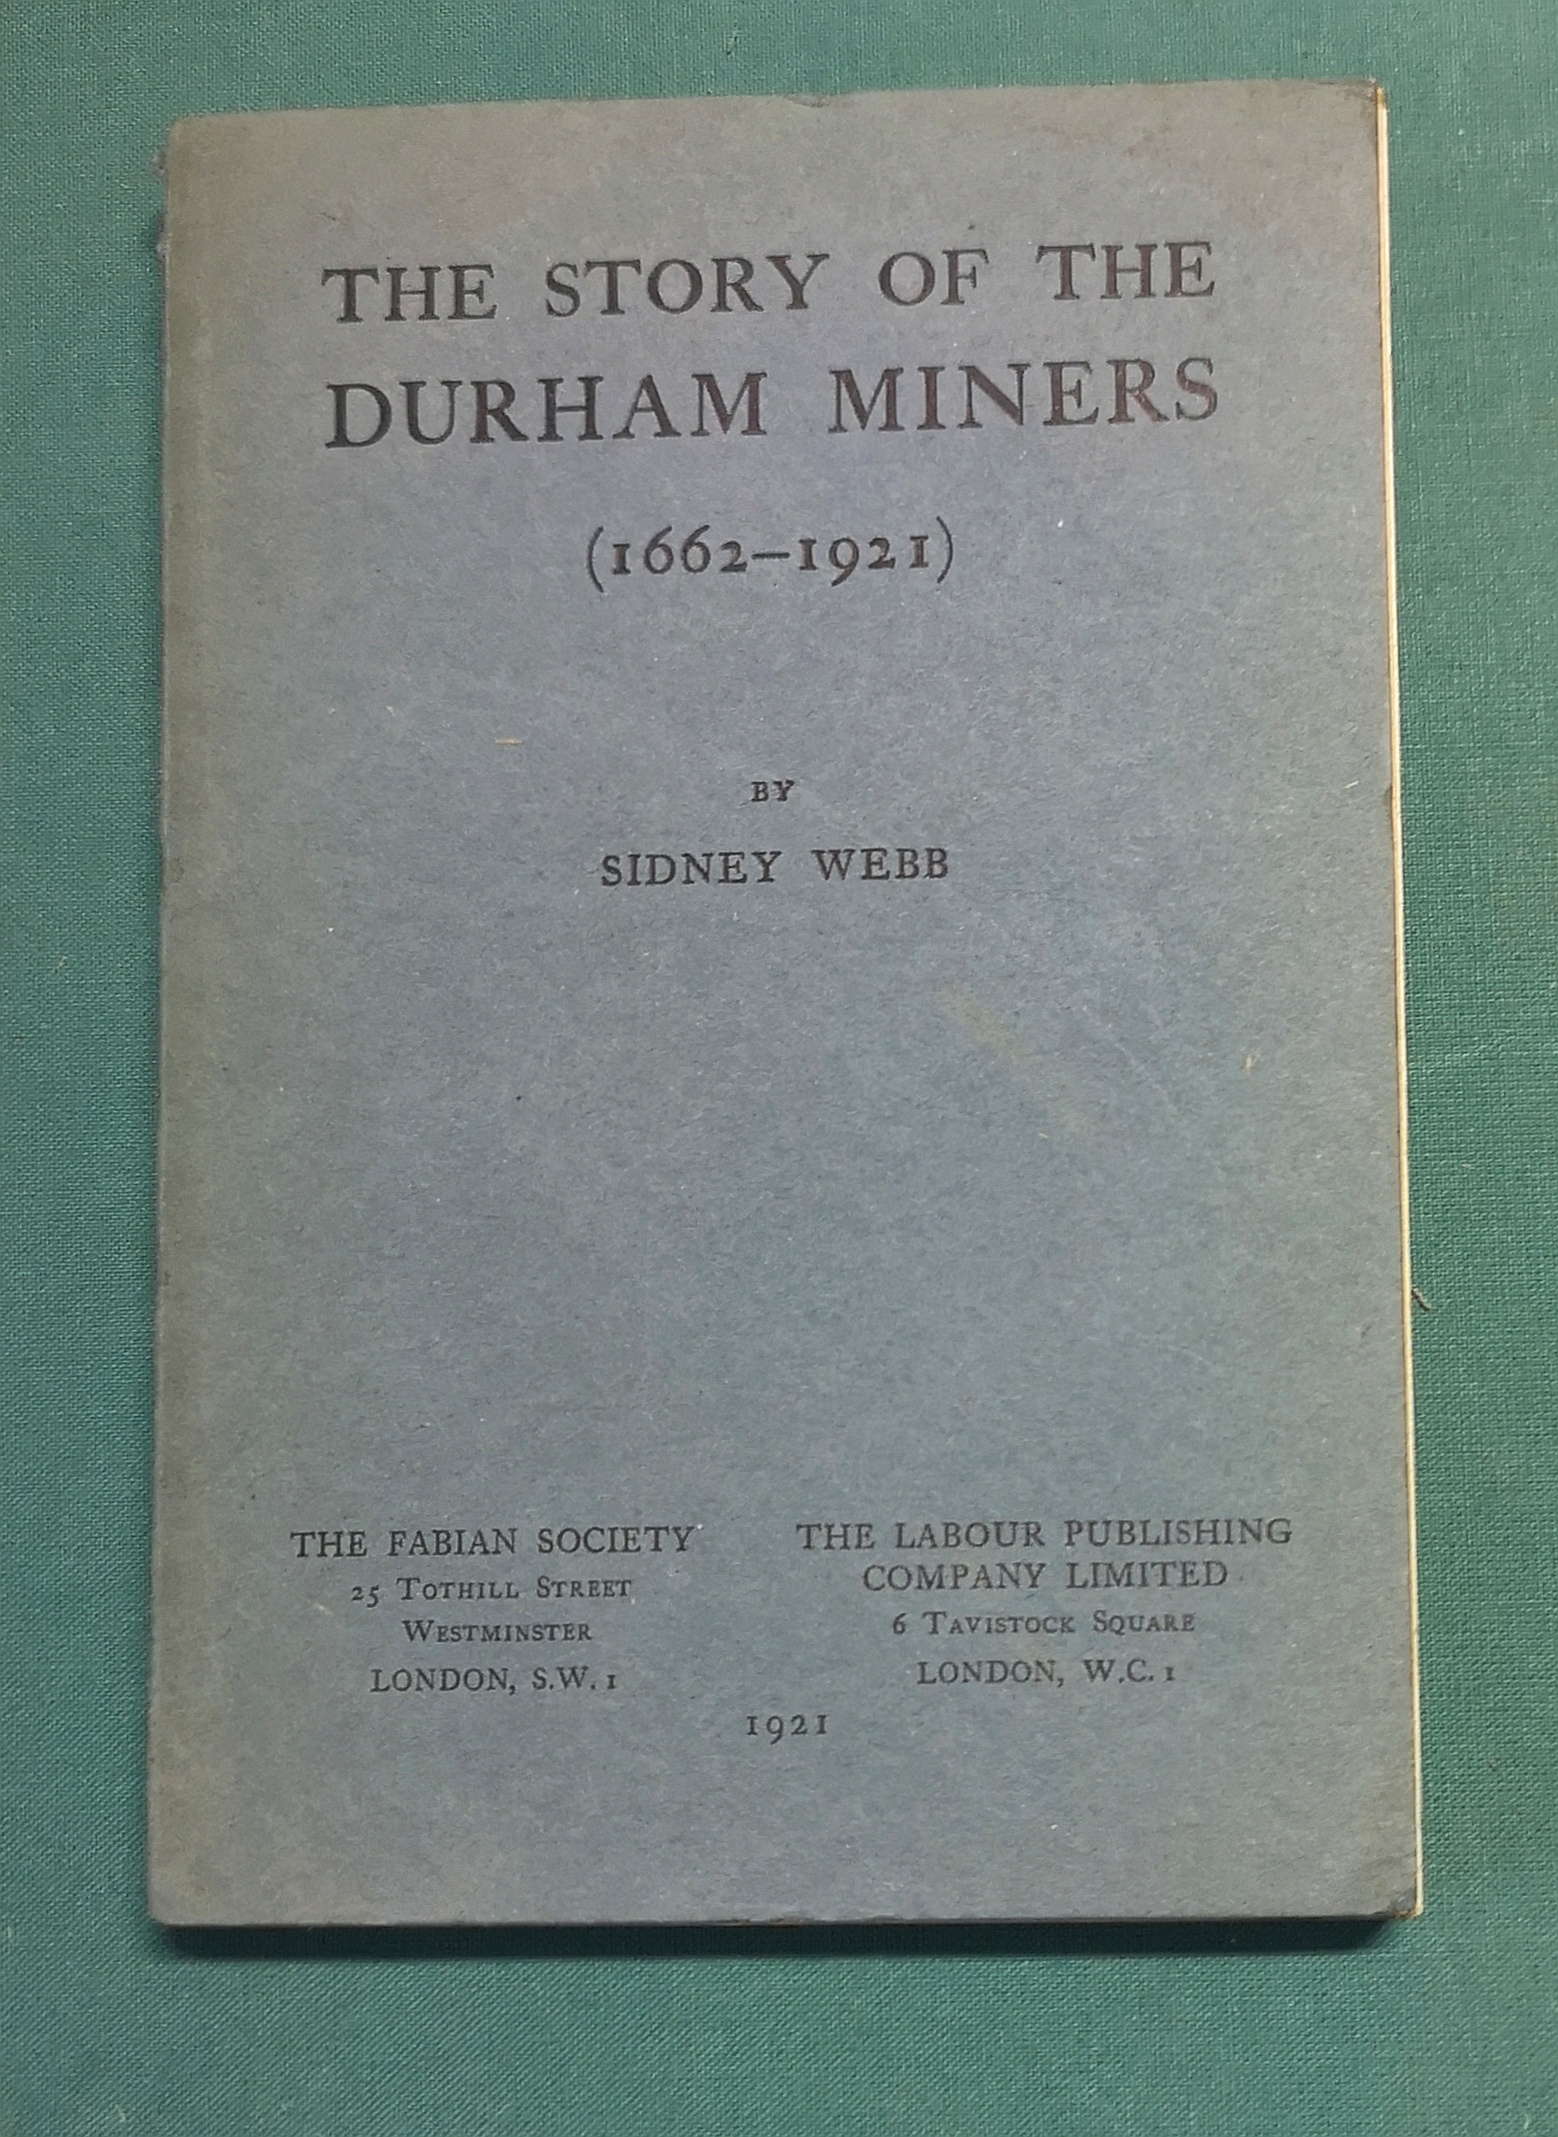 THE STORY OF THE
DURHAM MINERS
(1662–1921)
BY
SIDNEY WEBB
THE FABIAN SOCIETY
25 TOTHILL STREET
WESTMINSTER
LONDON, S.W. 1
THE LABOUR PUBLISHING
COMPANY LIMITED
6 TAVISTOCK SQUARE
LONDON, W.C. 1
1921